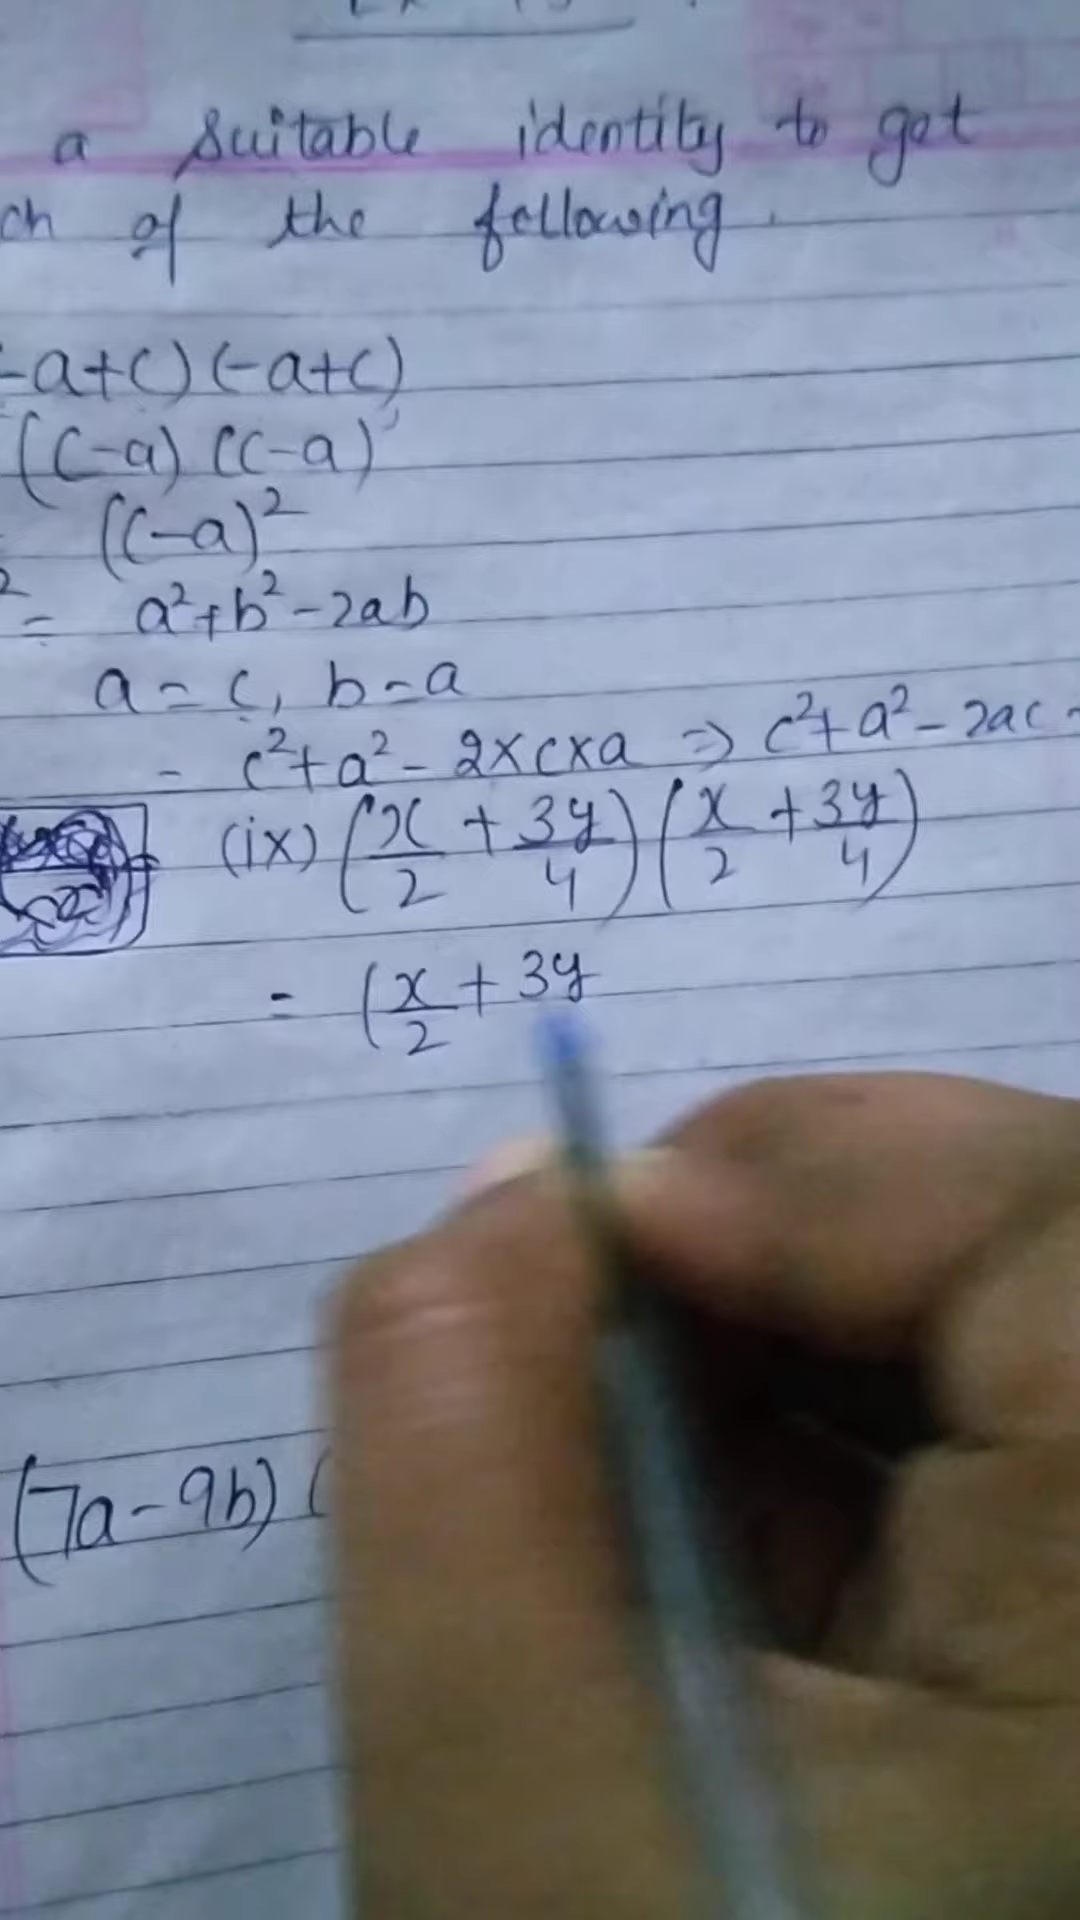 a suitable identity to get
ch of the following.
-a+c) (-a+c)
(c-a) (c-a)
(c-a)²
² = a²+b²-2ab
a = c, b = a
= c²+a² - 2×c×a ⇒ c²+a²-2ac
(ix) (x/2 + 3y/4) (x/2 + 3y/4)
= (x/2 + 3y
(7a-9b) (